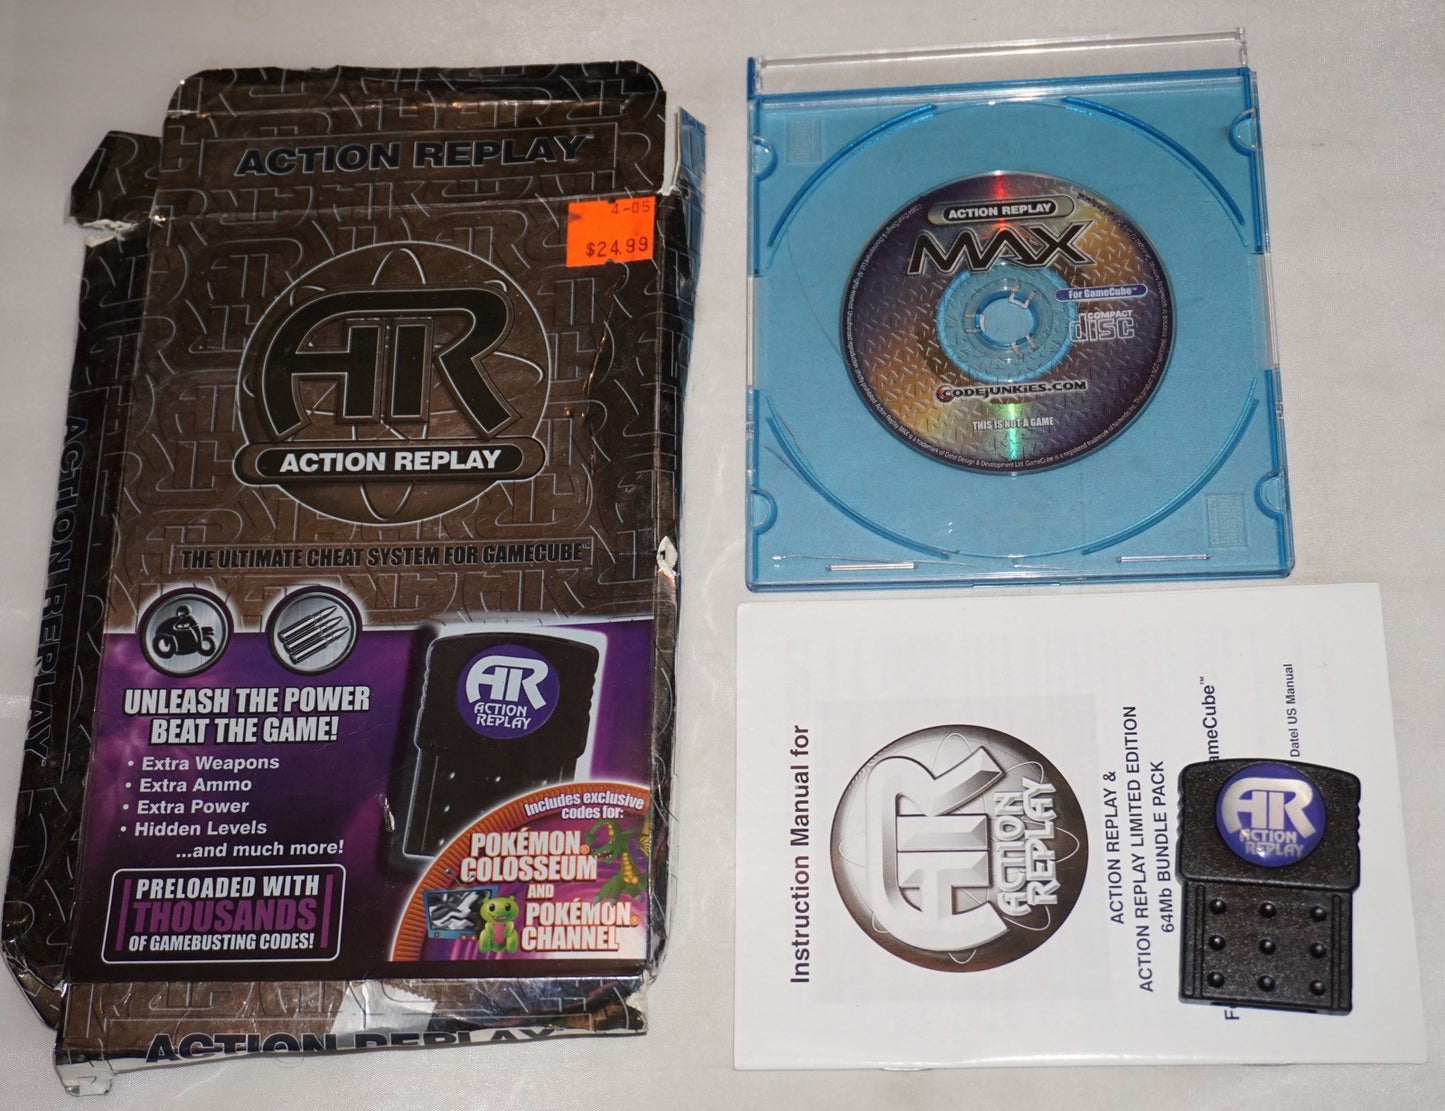 ACTION REPLAY™
4-05
$24.99
AR
ACTION REPLAY
THE ULTIMATE CHEAT SYSTEM FOR GAMECUBE™
UNLEASH THE POWER
BEAT THE GAME!
• Extra Weapons
• Extra Ammo
• Extra Power
• Hidden Levels
...and much more!
PRELOADED WITH
THOUSANDS
OF GAMEBUSTING CODES!
AR
ACTION
REPLAY
Includes exclusive
codes for:
POKÉMON®
COLOSSEUM
AND
POKÉMON®
CHANNEL
ACTION REPLAY
ACTION REPLAY™
ACTION REPLAY
MAX
For GameCube™
COMPACT
disc
CODEJUNKIES.COM
THIS IS NOT A GAME
Instruction Manual for
AR
ACTION
REPLAY
ACTION REPLAY &
ACTION REPLAY LIMITED EDITION
64Mb BUNDLE PACK
Datel US Manual
AR
ACTION
REPLAY